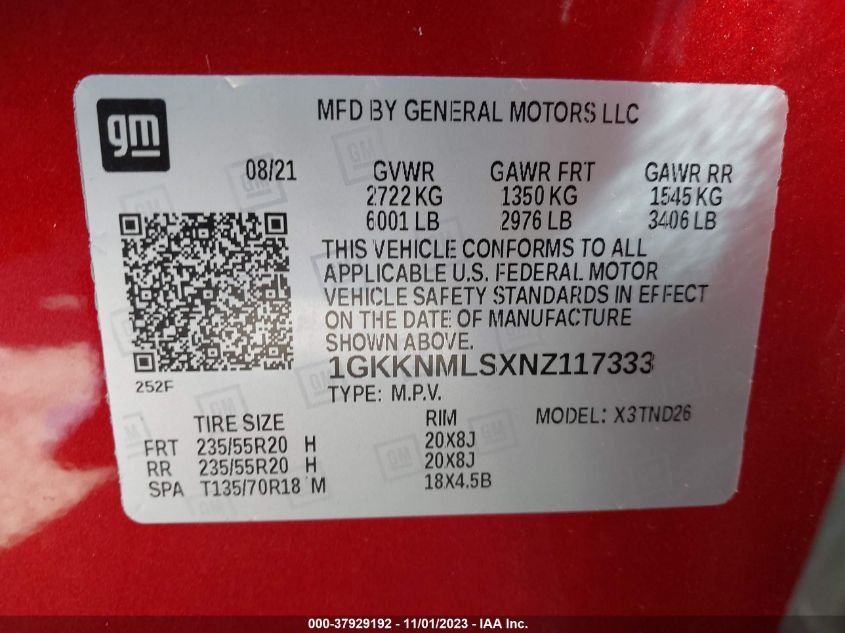 gm
MFD BY GENERAL MOTORS LLC
08/21 GVWR GAWR FRT GAWR RR
2722 KG 1350 KG 1545 KG
6001 LB 2976 LB 3406 LB
THIS VEHICLE CONFORMS TO ALL
APPLICABLE U.S. FEDERAL MOTOR
VEHICLE SAFETY STANDARDS IN EFFECT
ON THE DATE OF MANUFACTURE
SHOWN ABOVE.
1GKKNMLSXNZ117333
252F
TYPE: M.P.V.
TIRE SIZE RIM MODEL: X3TND26
FRT 235/55R20 H 20X8J
RR 235/55R20 H 20X8J
SPA T135/70R18 M 18X4.5B
000-37929192 - 11/01/2023 - IAA Inc.